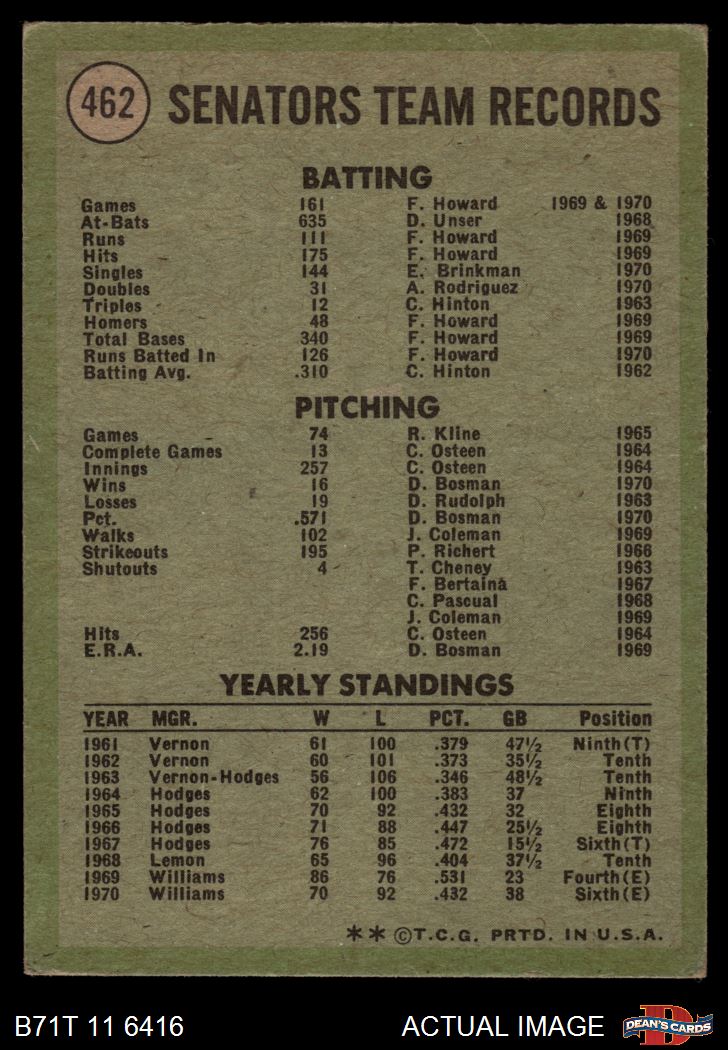 462 SENATORS TEAM RECORDS
BATTING
Games 161 F. Howard 1969 & 1970
At-Bats 635 D. Unser 1968
Runs 111 F. Howard 1969
Hits 175 F. Howard 1969
Singles 144 E. Brinkman 1970
Doubles 31 A. Rodriguez 1970
Triples 12 C. Hinton 1963
Homers 48 F. Howard 1969
Total Bases 340 F. Howard 1969
Runs Batted In 126 F. Howard 1970
Batting Avg. .310 C. Hinton 1962
PITCHING
Games 74 R. Kline 1965
Complete Games 13 C. Osteen 1964
Innings 257 C. Osteen 1964
Wins 16 D. Bosman 1970
Losses 19 D. Rudolph 1963
Pct. .571 D. Bosman 1970
Walks 102 J. Coleman 1969
Strikeouts 195 P. Richert 1966
Shutouts 4 T. Cheney 1963
F. Bertaina 1967
C. Pascual 1968
J. Coleman 1969
Hits 256 C. Osteen 1964
E.R.A. 2.19 D. Bosman 1969
YEARLY STANDINGS
YEAR MGR. W L PCT. GB Position
1961 Vernon 61 100 .379 47½ Ninth(T)
1962 Vernon 60 101 .373 35½ Tenth
1963 Vernon-Hodges 56 106 .346 48½ Tenth
1964 Hodges 62 100 .383 37 Ninth
1965 Hodges 70 92 .432 32 Eighth
1966 Hodges 71 88 .447 25½ Eighth
1967 Hodges 76 85 .472 15½ Sixth(T)
1968 Lemon 65 96 .404 37½ Tenth
1969 Williams 86 76 .531 23 Fourth(E)
1970 Williams 70 92 .432 38 Sixth(E)
** ©T.C.G. PRTD. IN U.S.A.
B71T 11 6416 ACTUAL IMAGE D DEAN'S CARDS